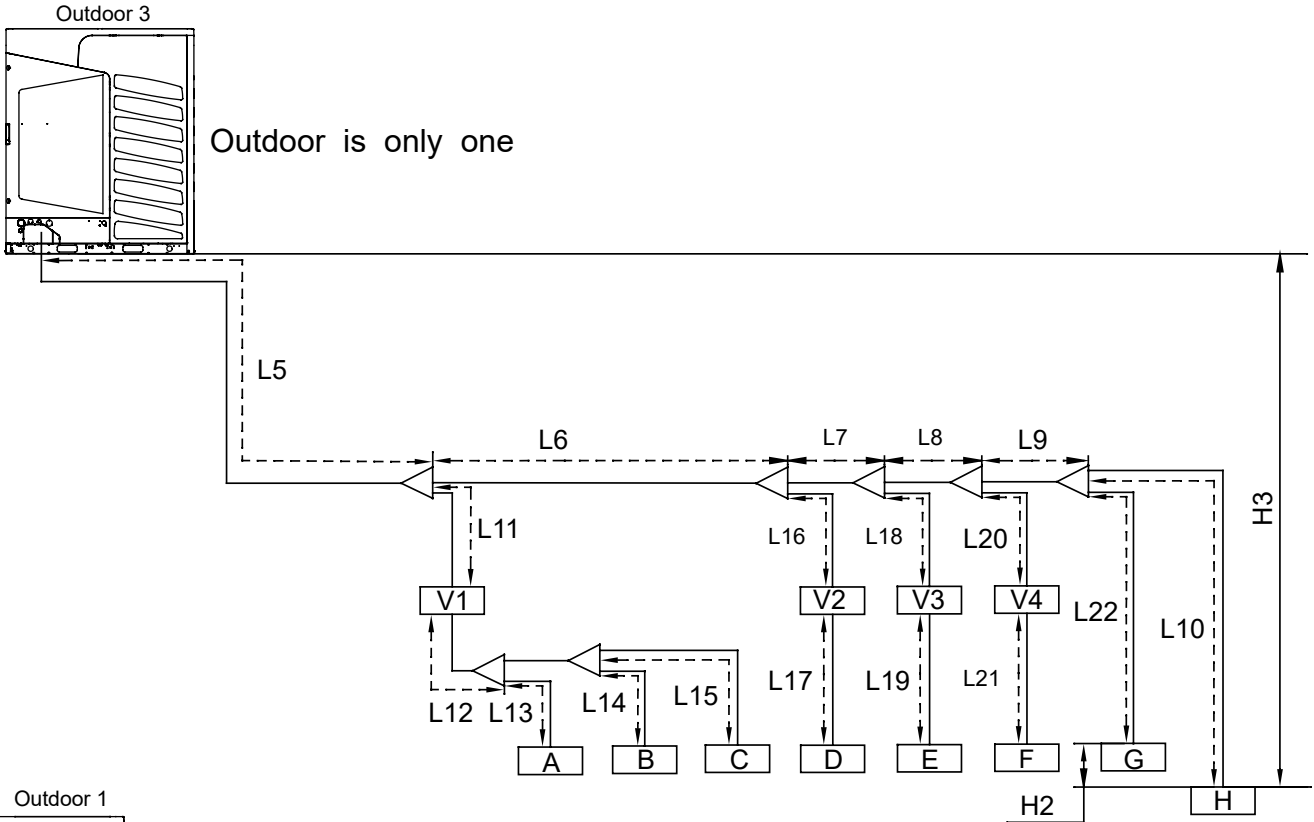 Outdoor 3
Outdoor is only one
L5
L6
L7
L8
L9
H3
L11
L16
L18
L20
V1
V2
V3
V4
L22
L10
L12
L13
L14
L15
L17
L19
L21
A
B
C
D
E
F
G
H2
H
Outdoor 1